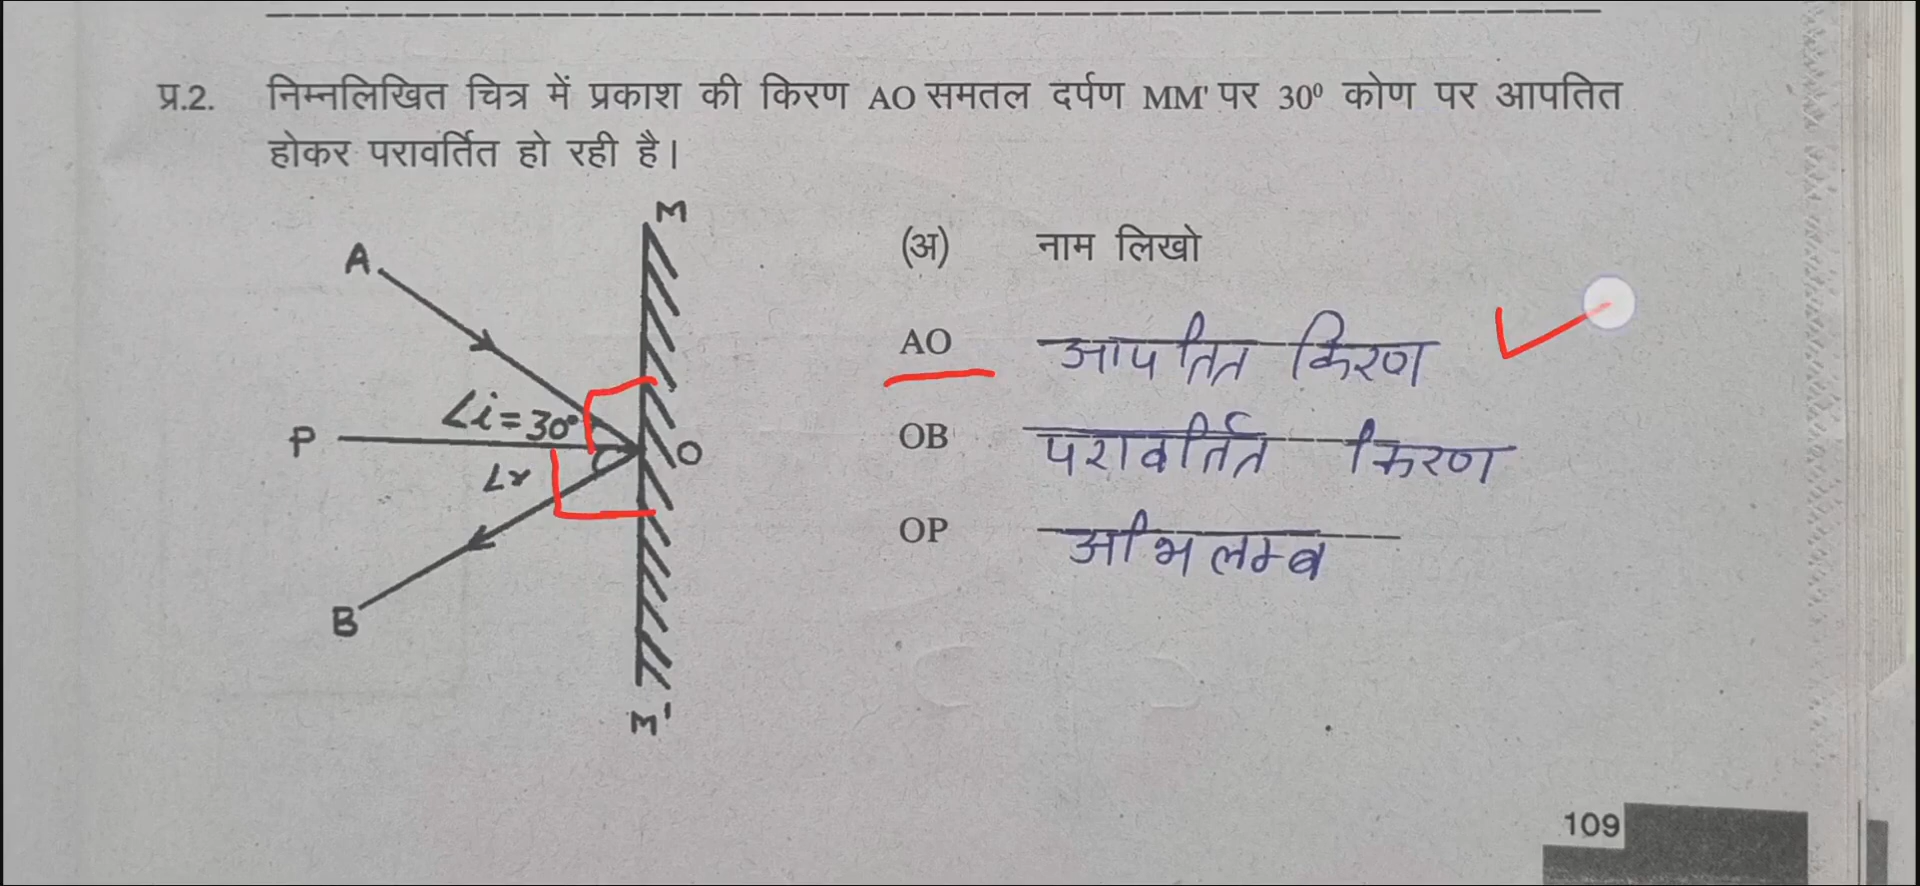 प्र.2. निम्नलिखित चित्र में प्रकाश की किरण AO समतल दर्पण MM' पर 30⁰ कोण पर आपतित
होकर परावर्तित हो रही है।
M
A
(अ) नाम लिखो
AO आपतित किरण
∠i=30°
P
O
OB परावर्तित किरण
∠r
OP अभिलम्ब
B
M'
109